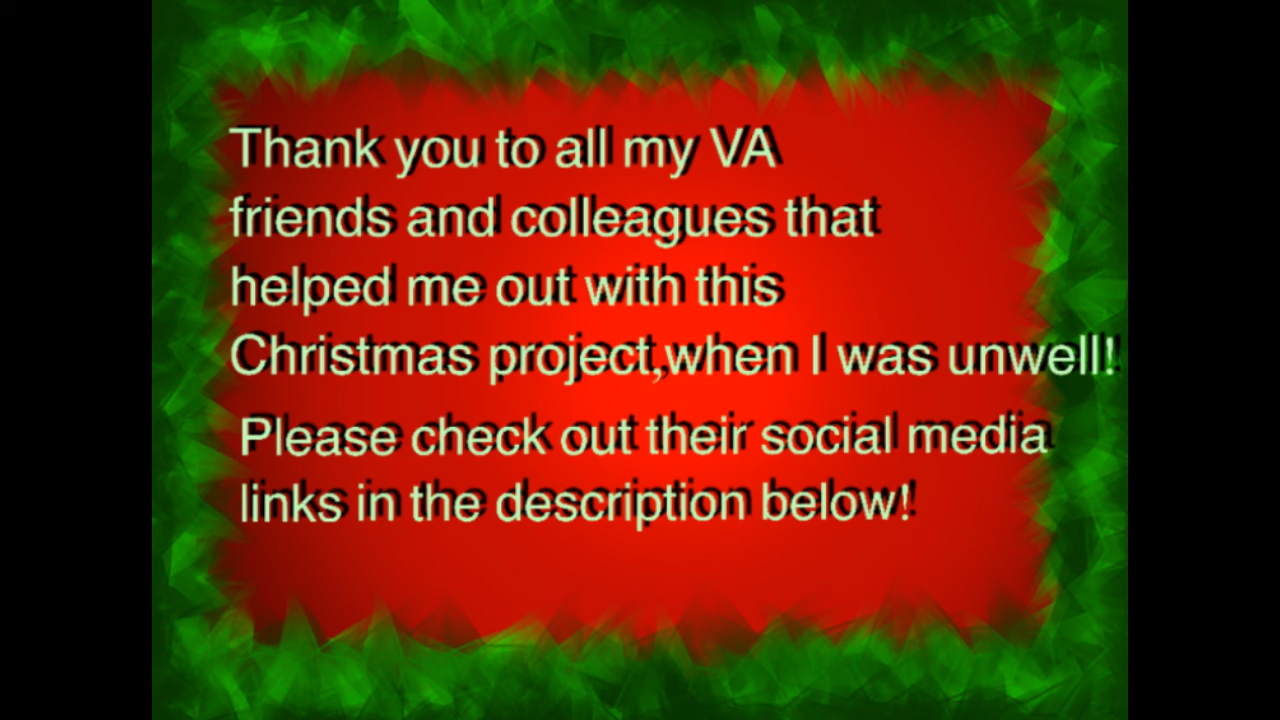 Thank you to all my VA
friends and colleagues that
helped me out with this
Christmas project,when I was unwell!
Please check out their social media
links in the description below!